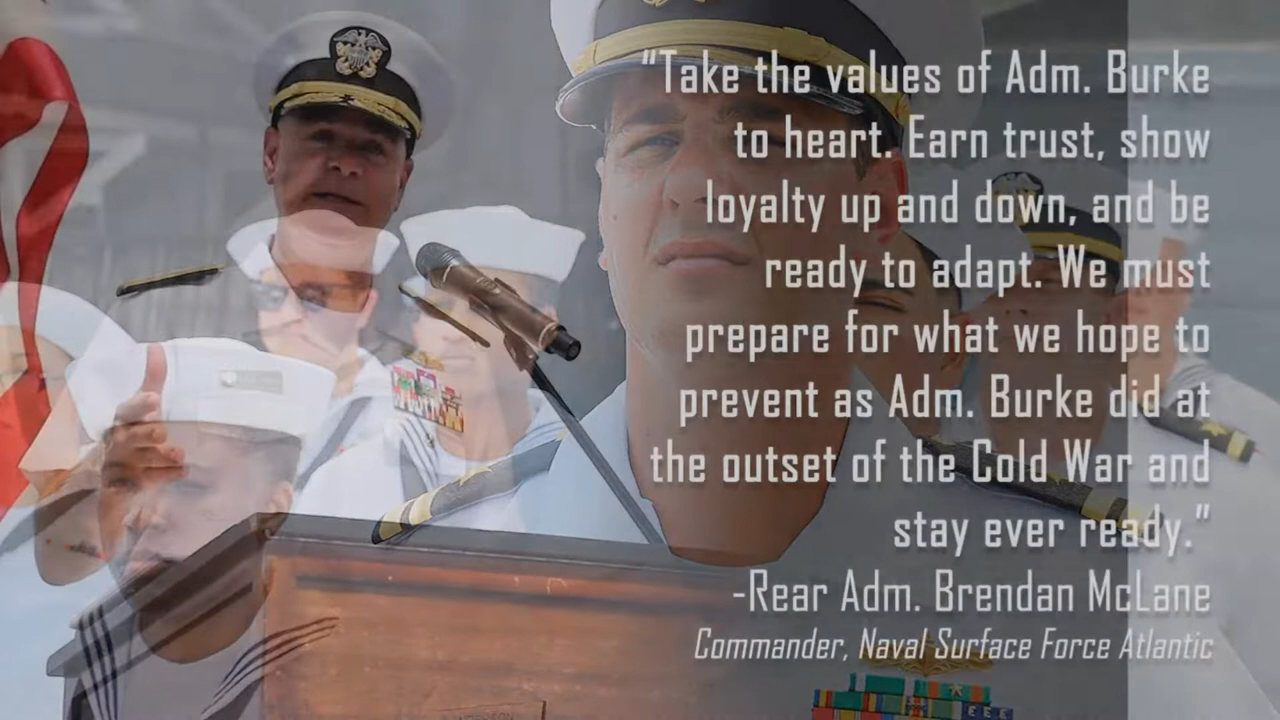 "Take the values of Adm. Burke
to heart. Earn trust, show
loyalty up and down, and be
ready to adapt. We must
prepare for what we hope to
prevent as Adm. Burke did at
the outset of the Cold War and
stay ever ready."
-Rear Adm. Brendan McLane
Commander, Naval Surface Force Atlantic